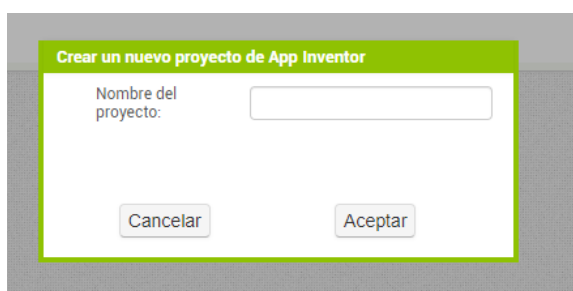 Crear un nuevo proyecto de App Inventor
Nombre del
proyecto:
Cancelar
Aceptar